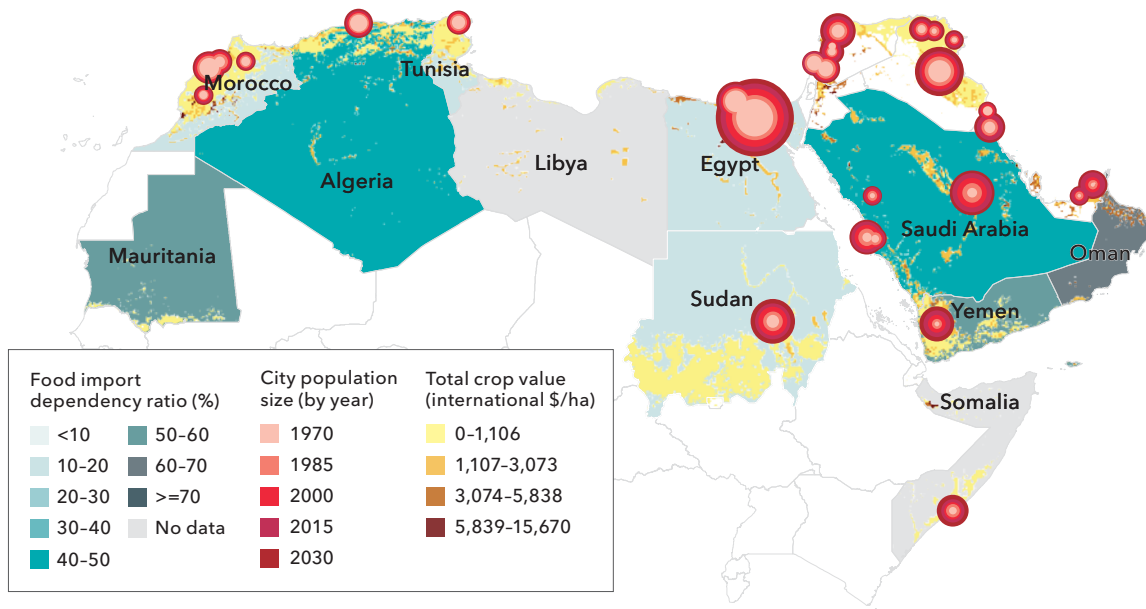 Morocco
Tunisia
Algeria
Libya
Egypt
Saudi Arabia
Mauritania
Oman
Sudan
Yemen
Somalia
Food import
dependency ratio (%)
<10
10–20
20–30
30–40
40–50
50–60
60–70
>=70
No data
City population
size (by year)
1970
1985
2000
2015
2030
Total crop value
(international $/ha)
0–1,106
1,107–3,073
3,074–5,838
5,839–15,670